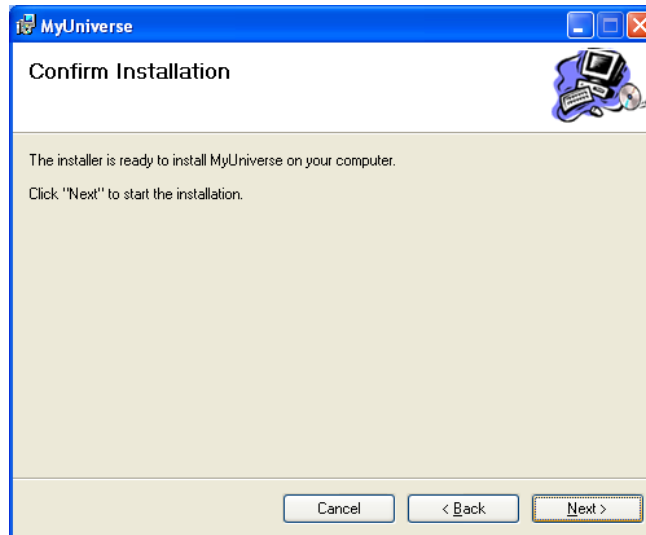 MyUniverse
Confirm Installation
The installer is ready to install MyUniverse on your computer.
Click "Next" to start the installation.
Cancel
< Back
Next >